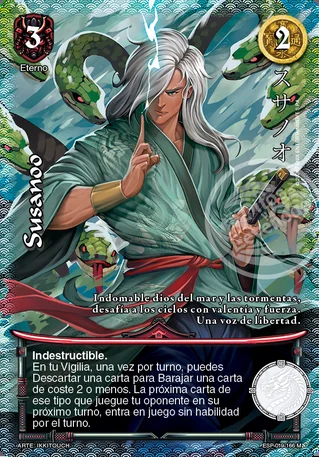 3
2
Eterno
スサノオ
Susanoo
Indomable dios del mar y las tormentas,
desafía a los cielos con valentía y fuerza.
Una voz de libertad.
Indestructible.
En tu Vigilia, una vez por turno, puedes
Descartar una carta para Barajar una carta
de coste 2 o menos. La próxima carta de
ese tipo que juegue tu oponente en su
próximo turno, entra en juego sin habilidad
por el turno.
ARTE: IKKITOUCH